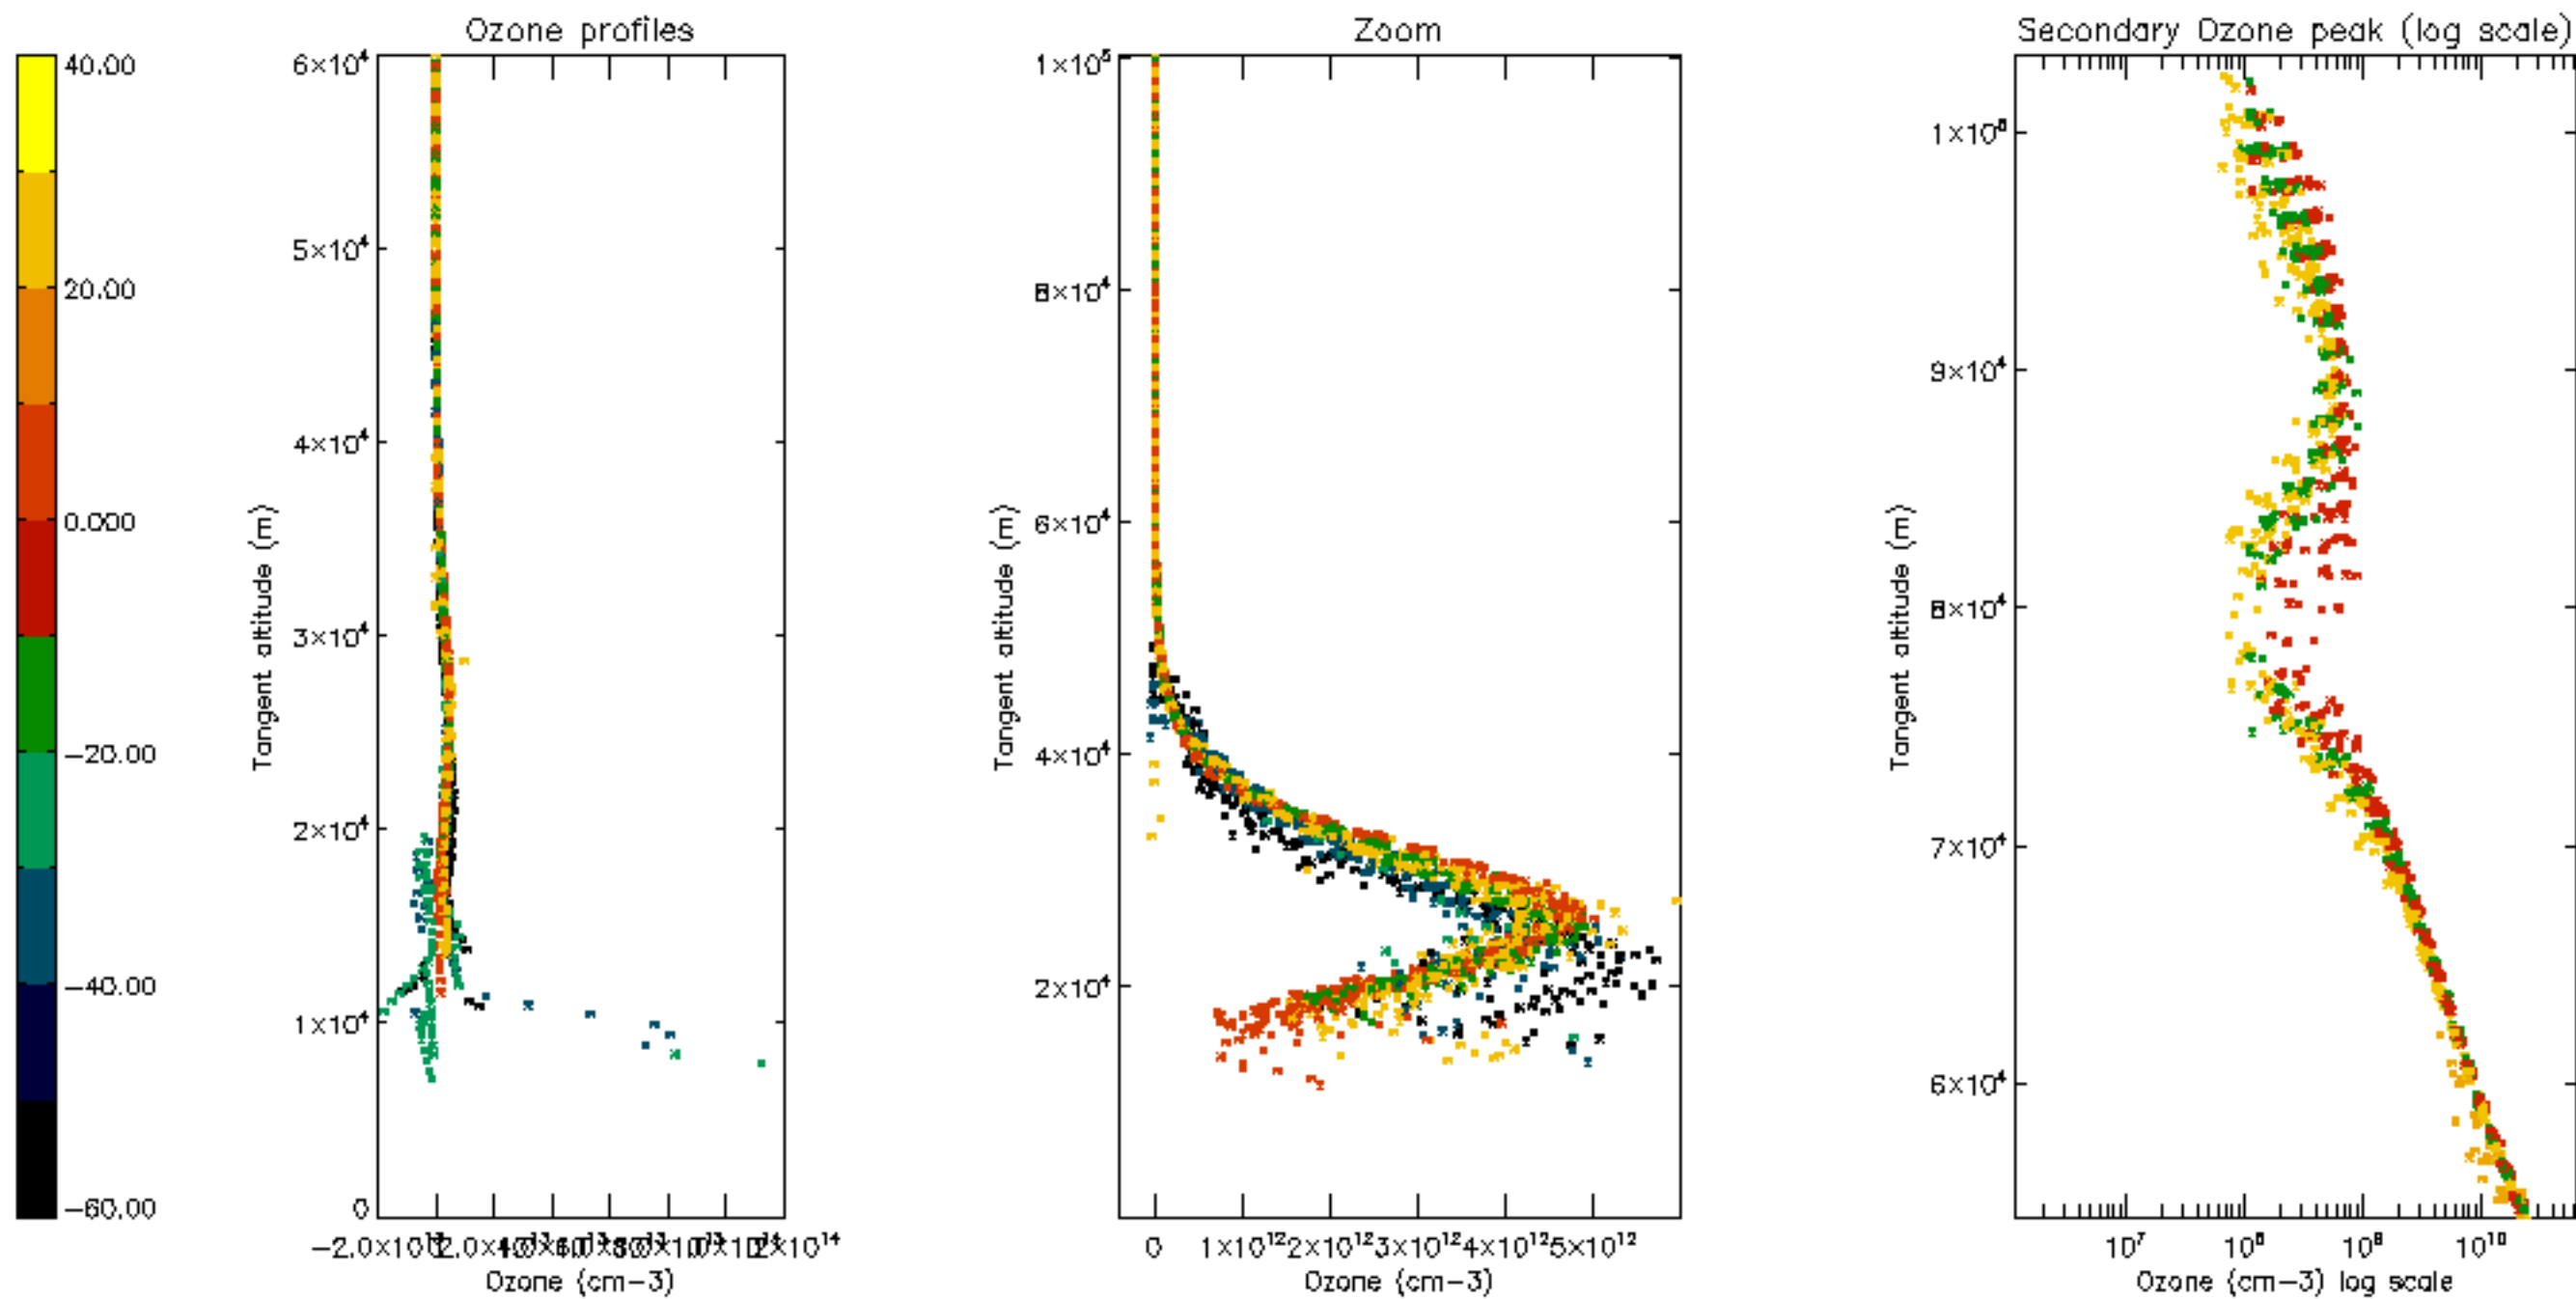 Ozone profiles
Zoom
Secondary Ozone peak (log scale)
40.00
20.00
0.000
−20.00
−40.00
−60.00
6×10⁴
5×10⁴
4×10⁴
3×10⁴
2×10⁴
1×10⁴
0
Tangent altitude (m)
Ozone (cm−3)
1×10⁵
8×10⁴
6×10⁴
4×10⁴
2×10⁴
Tangent altitude (m)
0 1×10¹² 2×10¹² 3×10¹² 4×10¹² 5×10¹²
Ozone (cm−3)
9×10⁴
8×10⁴
7×10⁴
6×10⁴
Tangent altitude (m)
10⁷ 10⁸ 10⁹ 10¹⁰
Ozone (cm−3) log scale